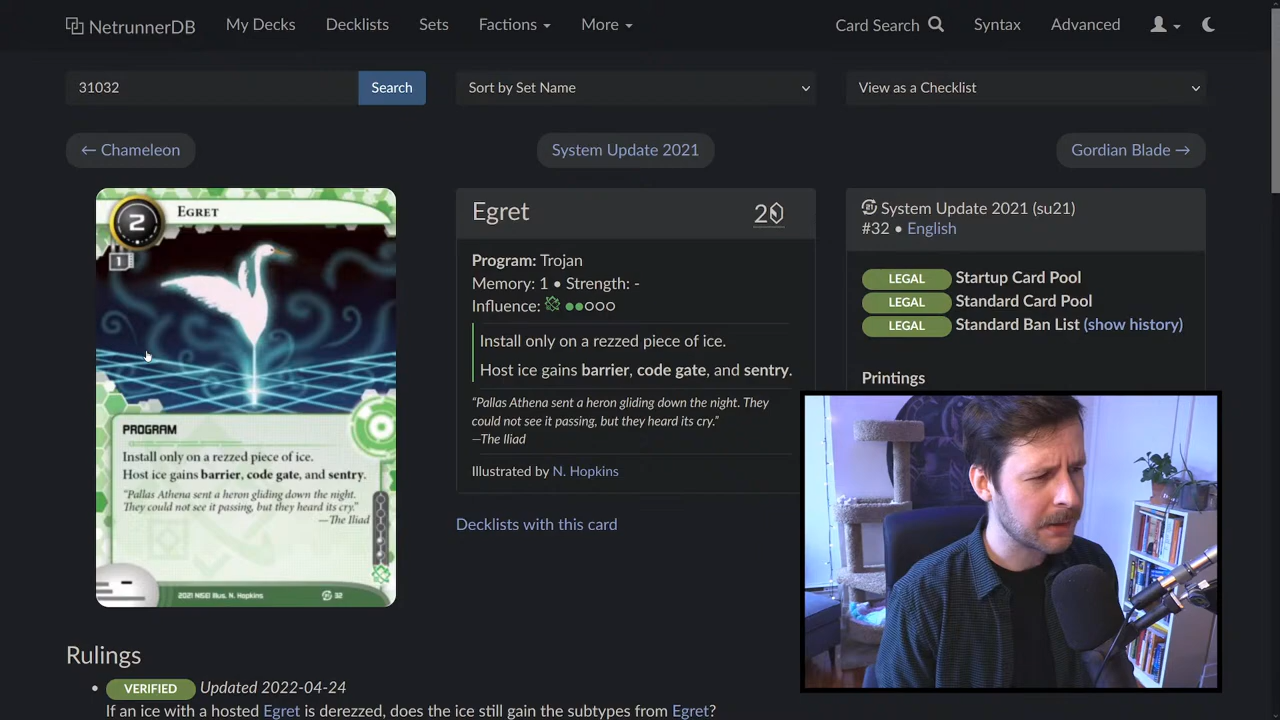 NetrunnerDB
My Decks
Decklists
Sets
Factions
More
Card Search
Syntax
Advanced
31032
Search
Sort by Set Name
View as a Checklist
← Chameleon
System Update 2021
Gordian Blade →
2
EGRET
1
PROGRAM
Install only on a rezzed piece of ice.
Host ice gains barrier, code gate, and sentry.
"Pallas Athena sent a heron gliding down the night.
They could not see it passing, but they heard its cry."
—The Iliad
2021 NISEI Illus. N. Hopkins
32
Egret
2
Program: Trojan
Memory: 1 • Strength: -
Influence:
Install only on a rezzed piece of ice.
Host ice gains barrier, code gate, and sentry.
“Pallas Athena sent a heron gliding down the night. They
could not see it passing, but they heard its cry.”
—The Iliad
Illustrated by N. Hopkins
Decklists with this card
System Update 2021 (su21)
#32 • English
LEGAL Startup Card Pool
LEGAL Standard Card Pool
LEGAL Standard Ban List (show history)
Printings
Rulings
• VERIFIED Updated 2022-04-24
If an ice with a hosted Egret is derezzed, does the ice still gain the subtypes from Egret?